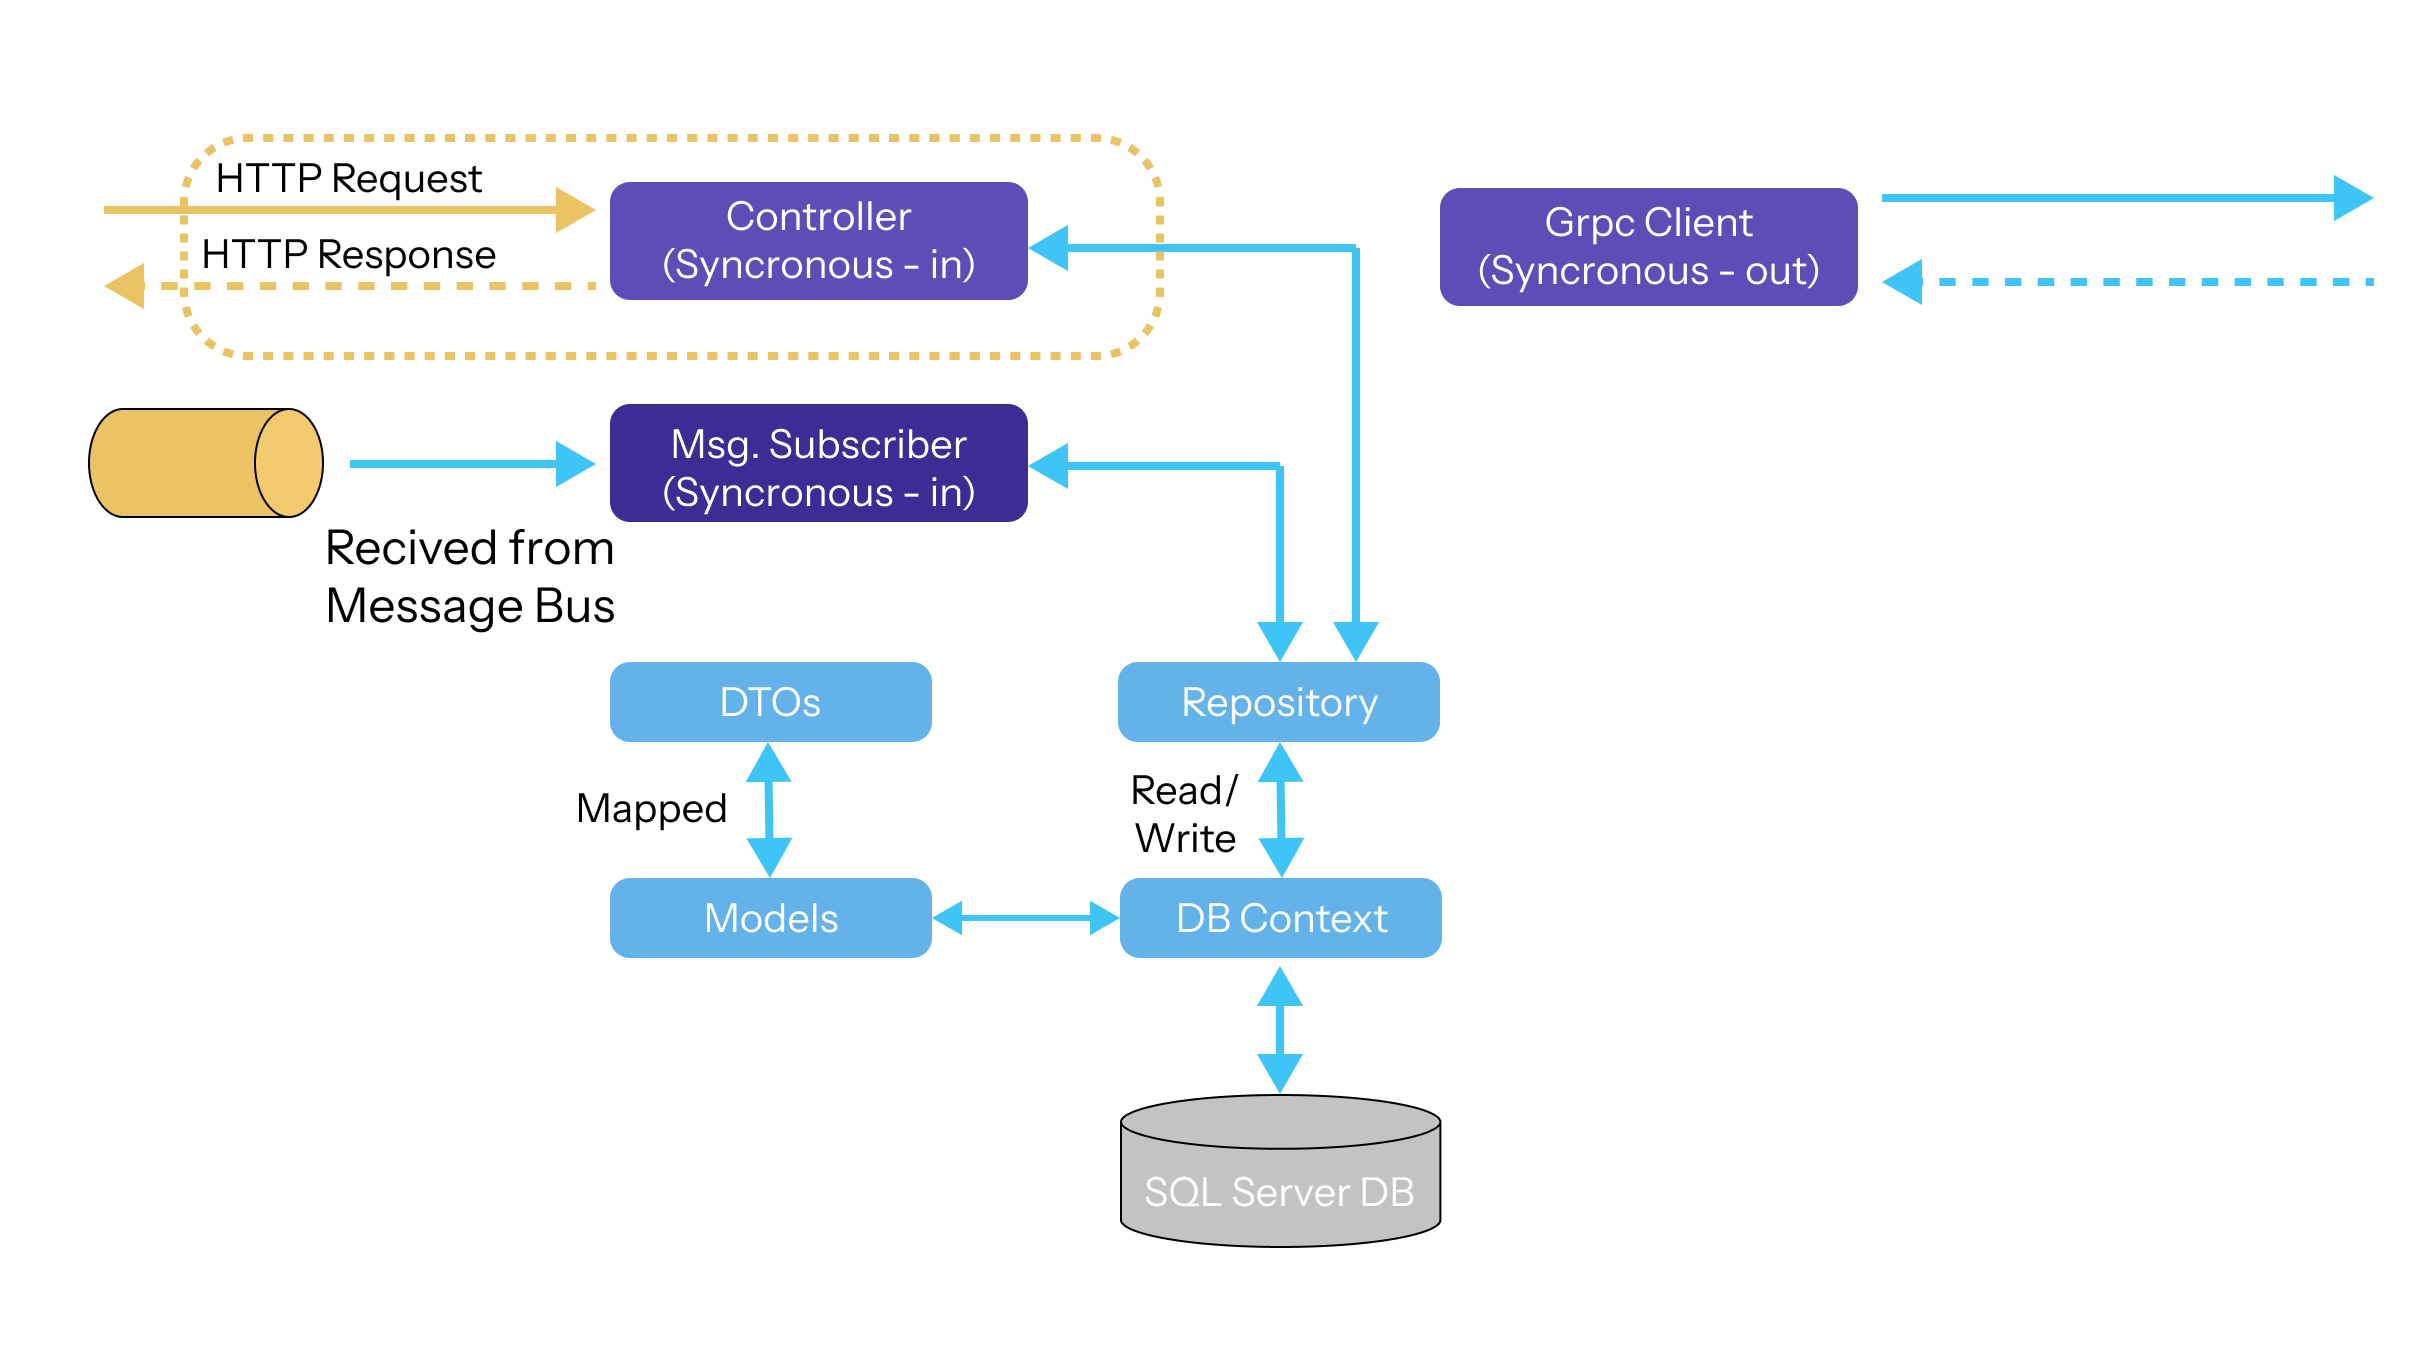 HTTP Request
HTTP Response
Controller
(Syncronous - in)
Grpc Client
(Syncronous - out)
Msg. Subscriber
(Syncronous - in)
Recived from
Message Bus
DTOs
Repository
Mapped
Read/
Write
Models
DB Context
SQL Server DB